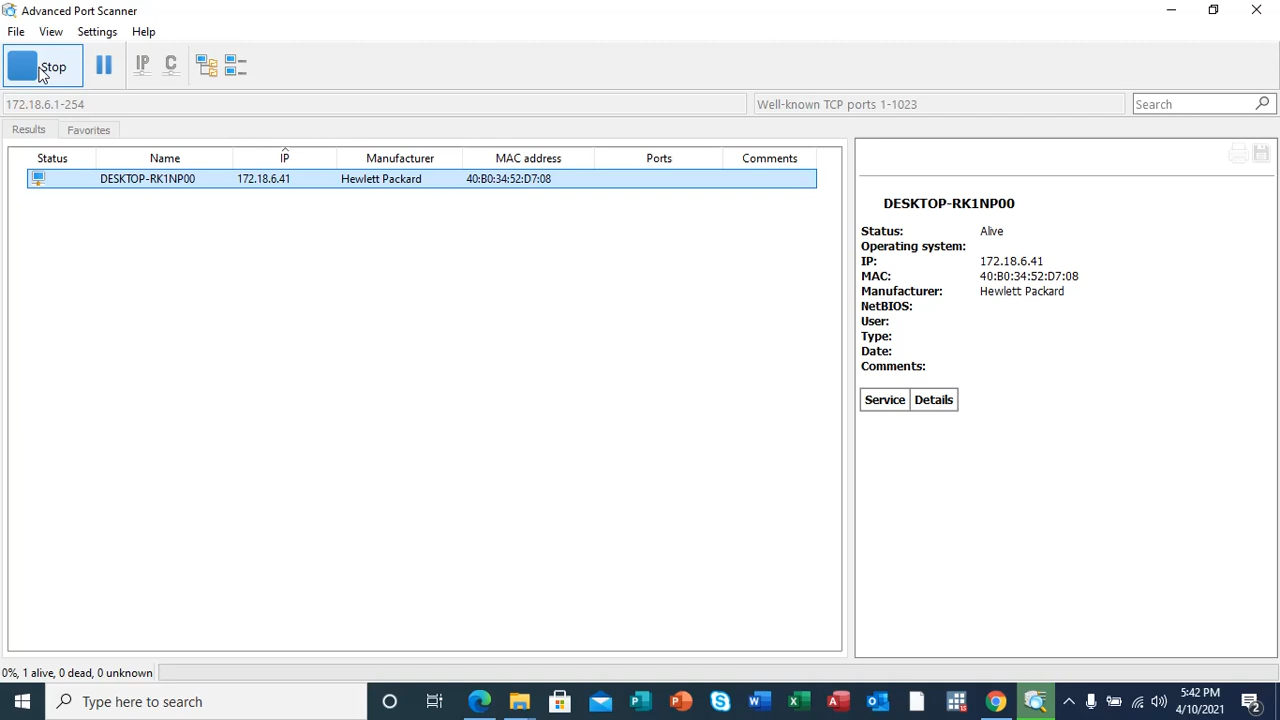 Advanced Port Scanner
File View Settings Help
Stop IP C
172.18.6.1-254 Well-known TCP ports 1-1023 Search
Results Favorites
Status Name IP Manufacturer MAC address Ports Comments
DESKTOP-RK1NP00 172.18.6.41 Hewlett Packard 40:B0:34:52:D7:08
DESKTOP-RK1NP00
Status: Alive
Operating system:
IP: 172.18.6.41
MAC: 40:B0:34:52:D7:08
Manufacturer: Hewlett Packard
NetBIOS:
User:
Type:
Date:
Comments:
Service Details
0%, 1 alive, 0 dead, 0 unknown
Type here to search
5:42 PM
4/10/2021
2